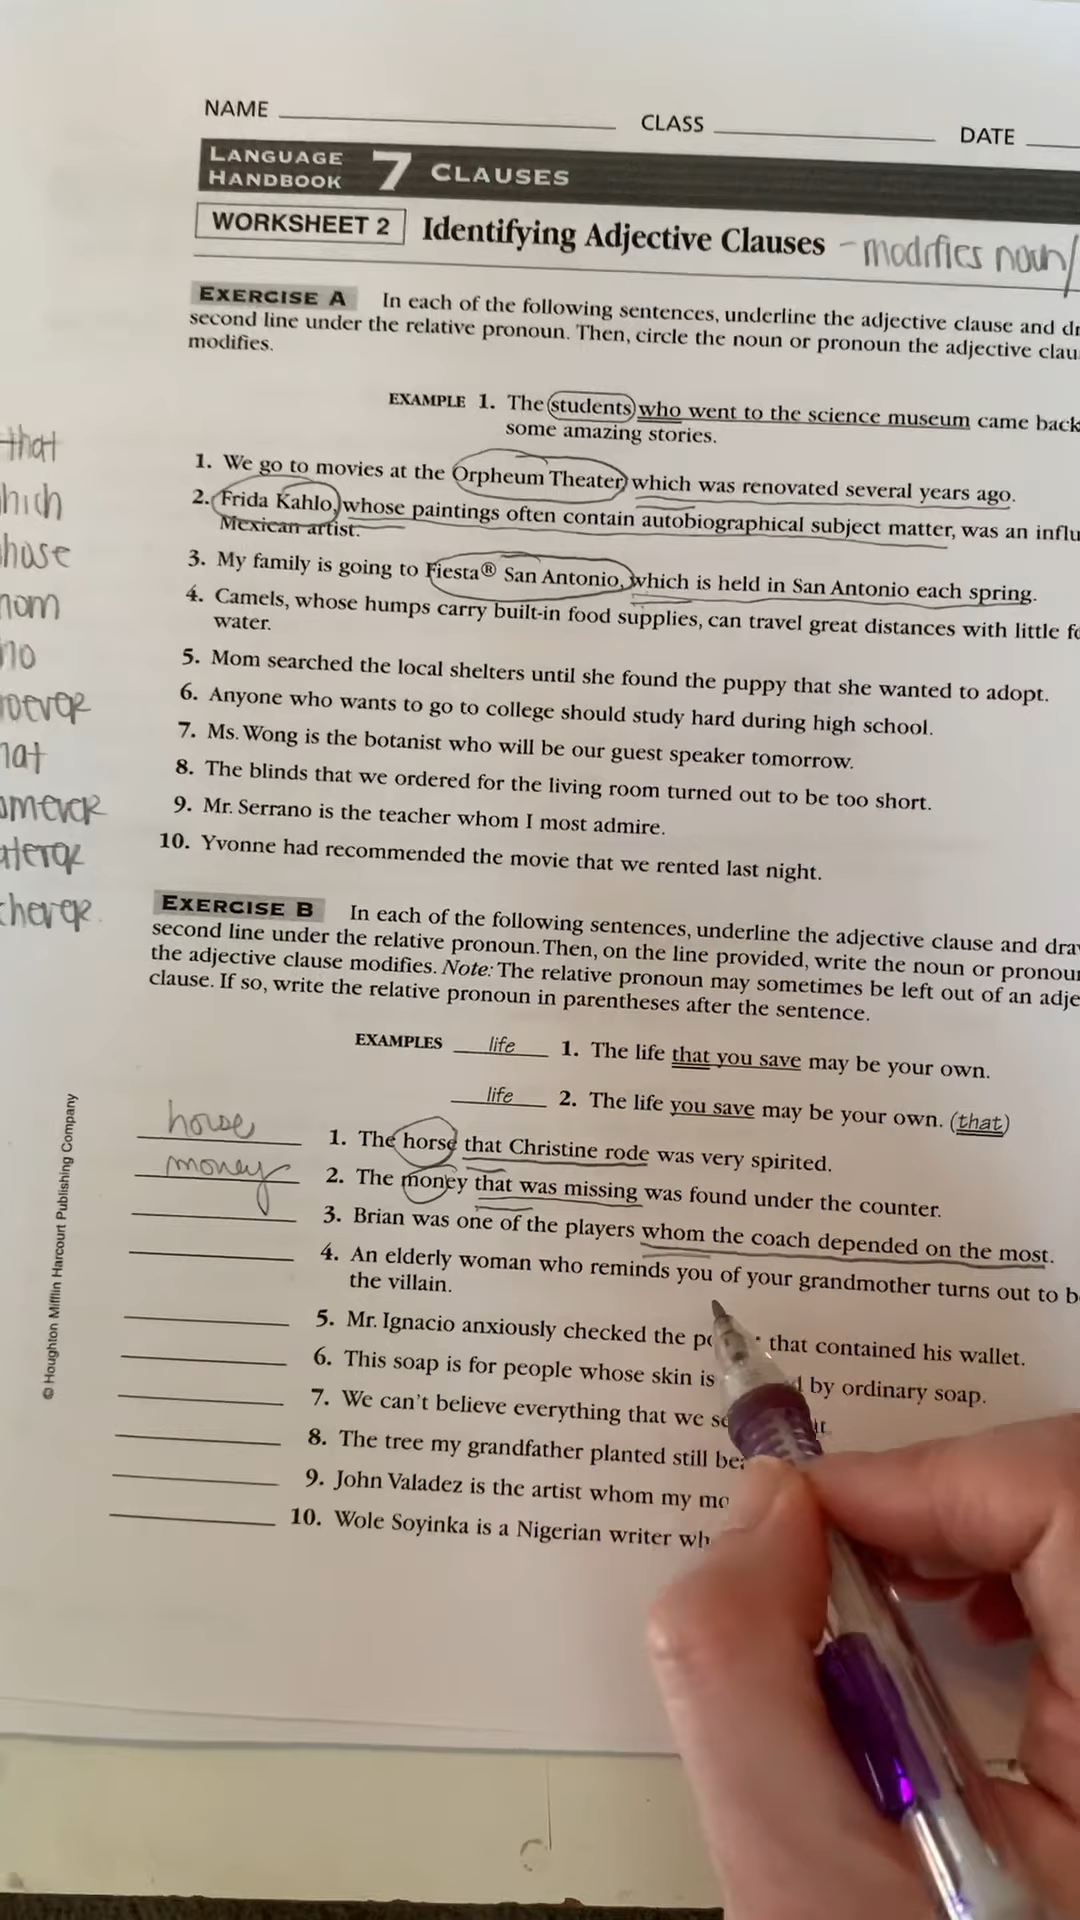 NAME CLASS DATE
LANGUAGE HANDBOOK 7 CLAUSES
WORKSHEET 2 Identifying Adjective Clauses - modifies noun/
EXERCISE A In each of the following sentences, underline the adjective clause and dr
second line under the relative pronoun. Then, circle the noun or pronoun the adjective clau
modifies.
EXAMPLE 1. The students who went to the science museum came back
some amazing stories.
that
hich
hose
hom
ho
hoever
hat
omever
atever
chever
1. We go to movies at the Orpheum Theater, which was renovated several years ago.
2. Frida Kahlo, whose paintings often contain autobiographical subject matter, was an influ
Mexican artist.
3. My family is going to Fiesta® San Antonio, which is held in San Antonio each spring.
4. Camels, whose humps carry built-in food supplies, can travel great distances with little fo
water.
5. Mom searched the local shelters until she found the puppy that she wanted to adopt.
6. Anyone who wants to go to college should study hard during high school.
7. Ms. Wong is the botanist who will be our guest speaker tomorrow.
8. The blinds that we ordered for the living room turned out to be too short.
9. Mr. Serrano is the teacher whom I most admire.
10. Yvonne had recommended the movie that we rented last night.
EXERCISE B In each of the following sentences, underline the adjective clause and dra
second line under the relative pronoun. Then, on the line provided, write the noun or pronou
the adjective clause modifies. Note: The relative pronoun may sometimes be left out of an adje
clause. If so, write the relative pronoun in parentheses after the sentence.
EXAMPLES life 1. The life that you save may be your own.
life 2. The life you save may be your own. (that)
horse 1. The horse that Christine rode was very spirited.
money 2. The money that was missing was found under the counter.
3. Brian was one of the players whom the coach depended on the most.
4. An elderly woman who reminds you of your grandmother turns out to b
the villain.
5. Mr. Ignacio anxiously checked the po that contained his wallet.
6. This soap is for people whose skin is by ordinary soap.
7. We can't believe everything that we se
8. The tree my grandfather planted still bea
9. John Valadez is the artist whom my mo
10. Wole Soyinka is a Nigerian writer wh
© Houghton Mifflin Harcourt Publishing Company